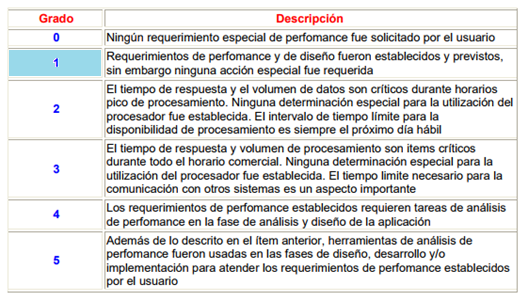 Grado Descripción
0 Ningún requerimiento especial de perfomance fue solicitado por el usuario
1 Requerimientos de perfomance y de diseño fueron establecidos y previstos,
sin embargo ninguna acción especial fue requerida
2 El tiempo de respuesta y el volumen de datos son críticos durante horarios
pico de procesamiento. Ninguna determinación especial para la utilización del
procesador fue establecida. El intervalo de tiempo límite para la
disponibilidad de procesamiento es siempre el próximo día hábil
3 El tiempo de respuesta y volumen de procesamiento son items críticos
durante todo el horario comercial. Ninguna determinación especial para la
utilización del procesador fue establecida. El tiempo limite necesario para la
comunicación con otros sistemas es un aspecto importante
4 Los requerimientos de perfomance establecidos requieren tareas de análisis
de perfomance en la fase de análisis y diseño de la aplicación
5 Además de lo descrito en el ítem anterior, herramientas de análisis de
perfomance fueron usadas en las fases de diseño, desarrollo y/o
implementación para atender los requerimientos de perfomance establecidos
por el usuario